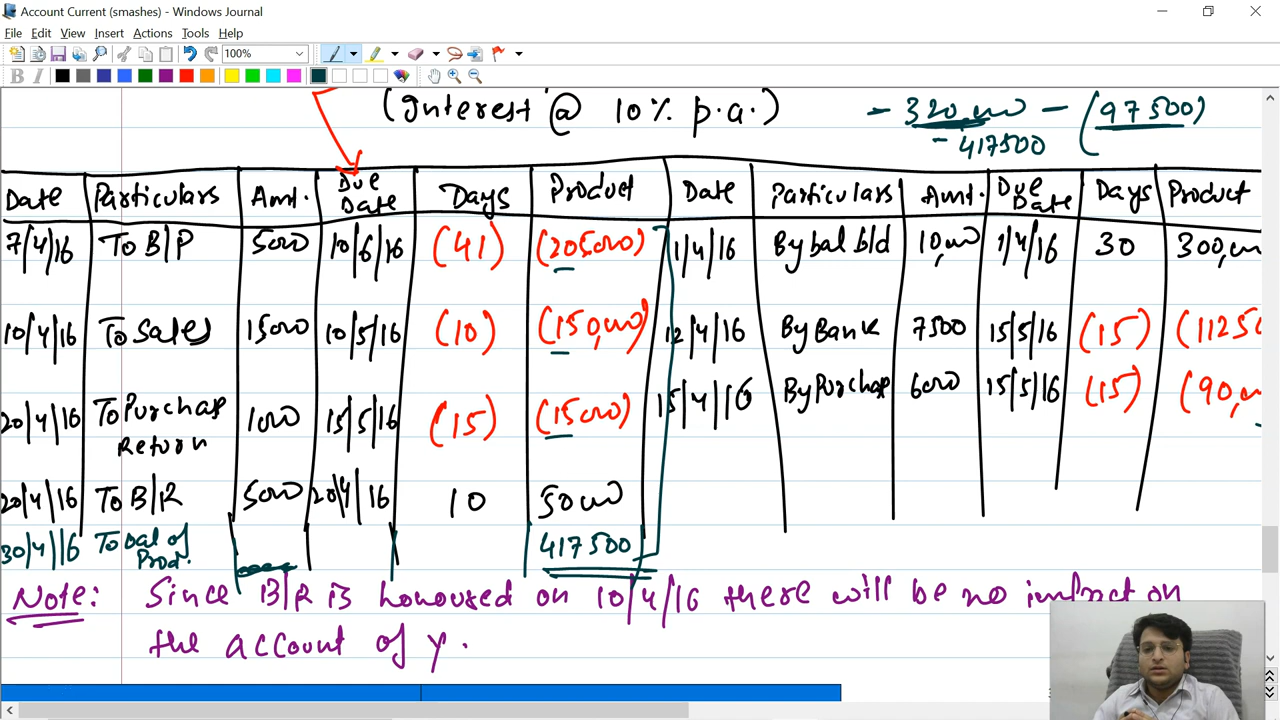 Account Current (smashes) - Windows Journal
File Edit View Insert Actions Tools Help
100%
B I
(Interest @ 10% p.a.)
- 320,000 - (97500)
- 417500
Date Particulars Amt. Due Date Days Product Date Particulars Amt. Due Date Days Product
7/4/16 To B/P 5000 10/6/16 (41) (205000) 1/4/16 By bal b/d 10,000 1/4/16 30 300,00
10/4/16 To Sales 15000 10/5/16 (10) (150,000) 12/4/16 By Bank 7500 15/5/16 (15) (11250
15/4/16 By Purchase 6000 15/5/16 (15) (90,00
20/4/16 To Purchase Return 1000 15/5/16 (15) (15000)
20/4/16 To B/R 5000 20/4/16 10 50000
30/4/16 To bal of Prod. 417500
Note: Since B/R is honoused on 10/4/16 there will be no impact on
the account of y.